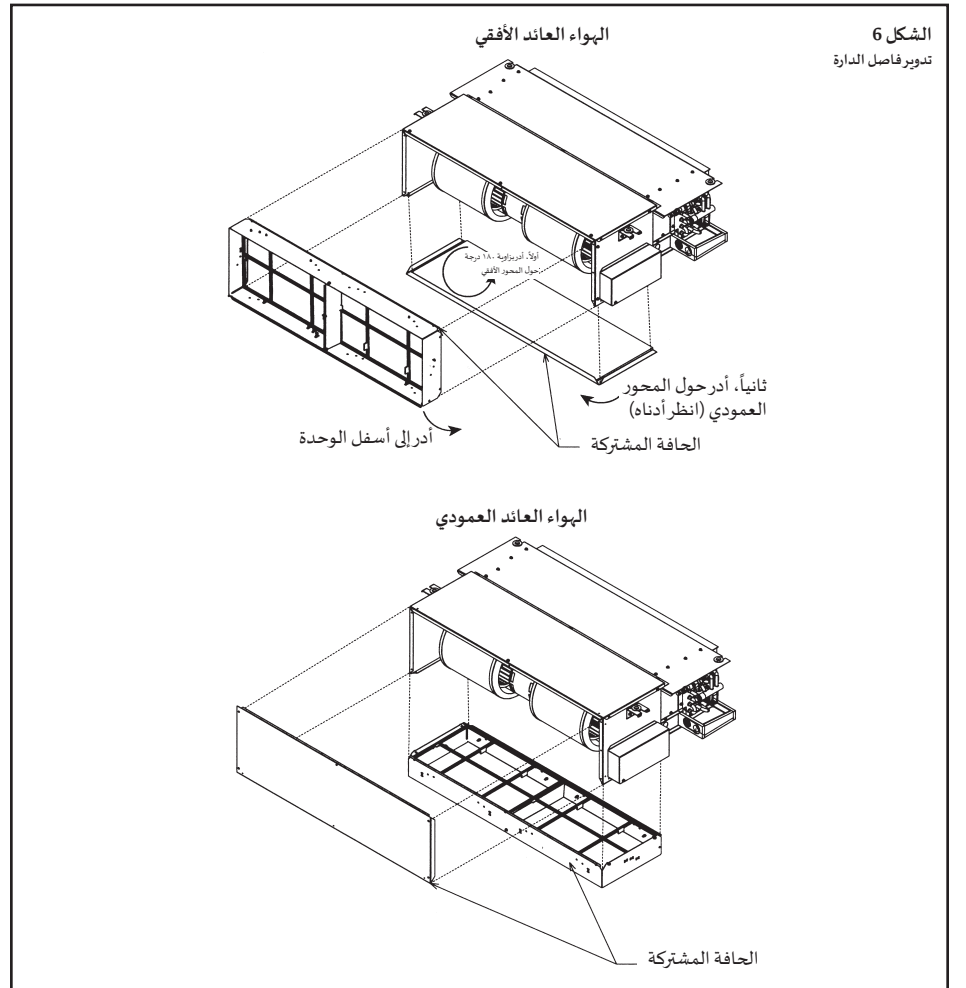 الشكل 6
تدوير فاصل الدارة
الهواء العائد الأفقي
أولاً، أدر بزاوية ١٨٠ درجة
حول المحور الأفقي
ثانياً، أدر حول المحور
العمودي (انظر أدناه)
أدر إلى أسفل الوحدة
الحافة المشتركة
الهواء العائد العمودي
الحافة المشتركة